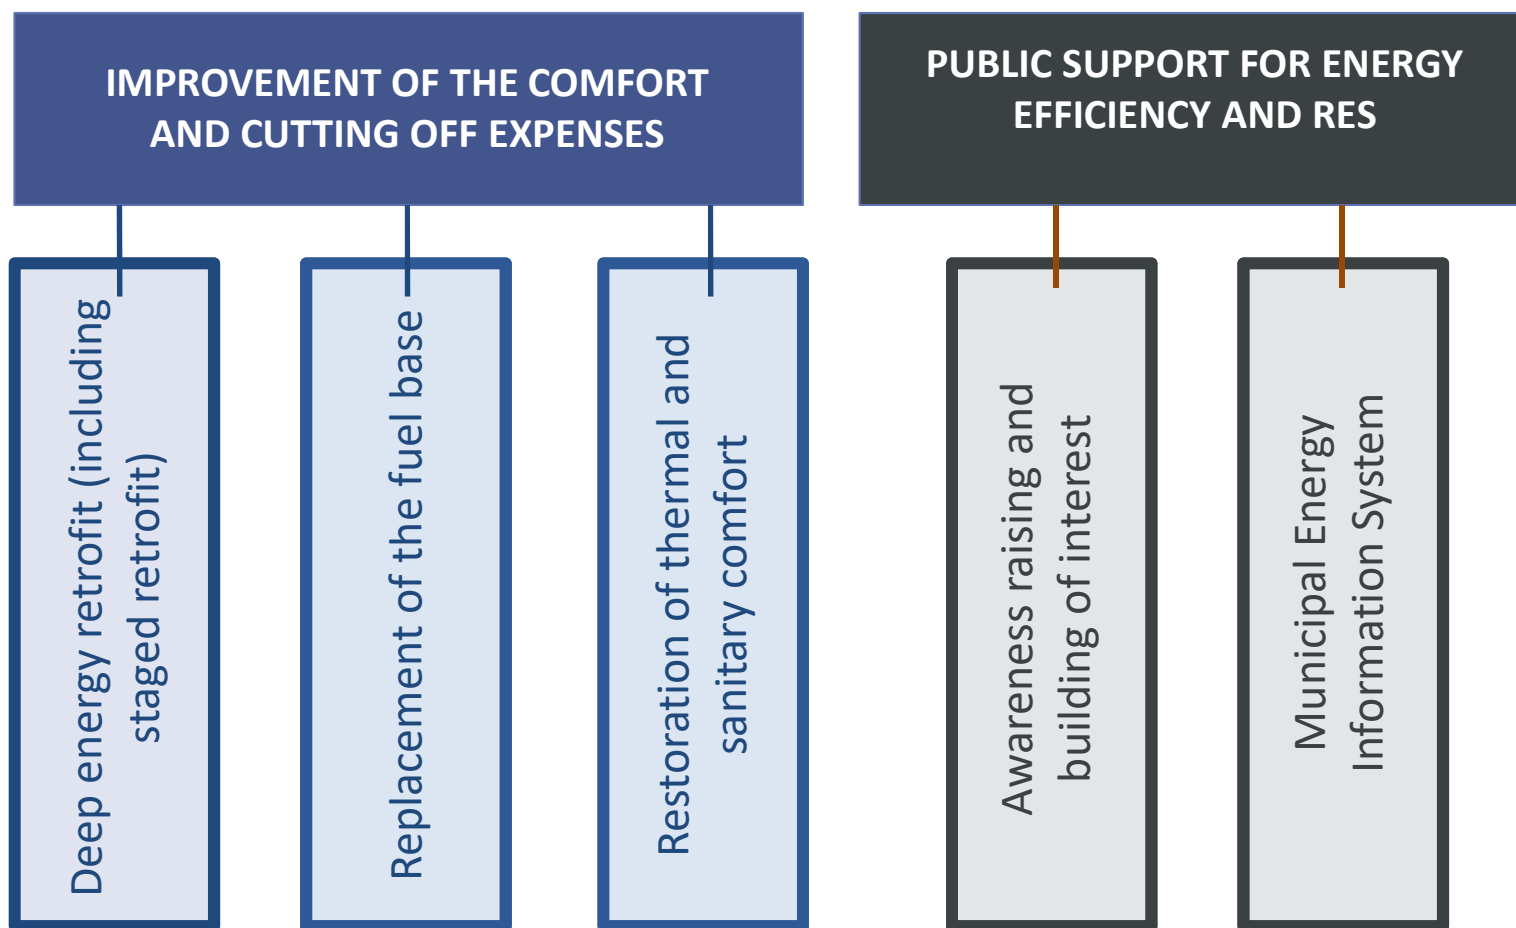 IMPROVEMENT OF THE COMFORT
AND CUTTING OFF EXPENSES
PUBLIC SUPPORT FOR ENERGY
EFFICIENCY AND RES
Deep energy retrofit (including
staged retrofit)
Replacement of the fuel base
Restoration of thermal and
sanitary comfort
Awareness raising and
building of interest
Municipal Energy
Information System